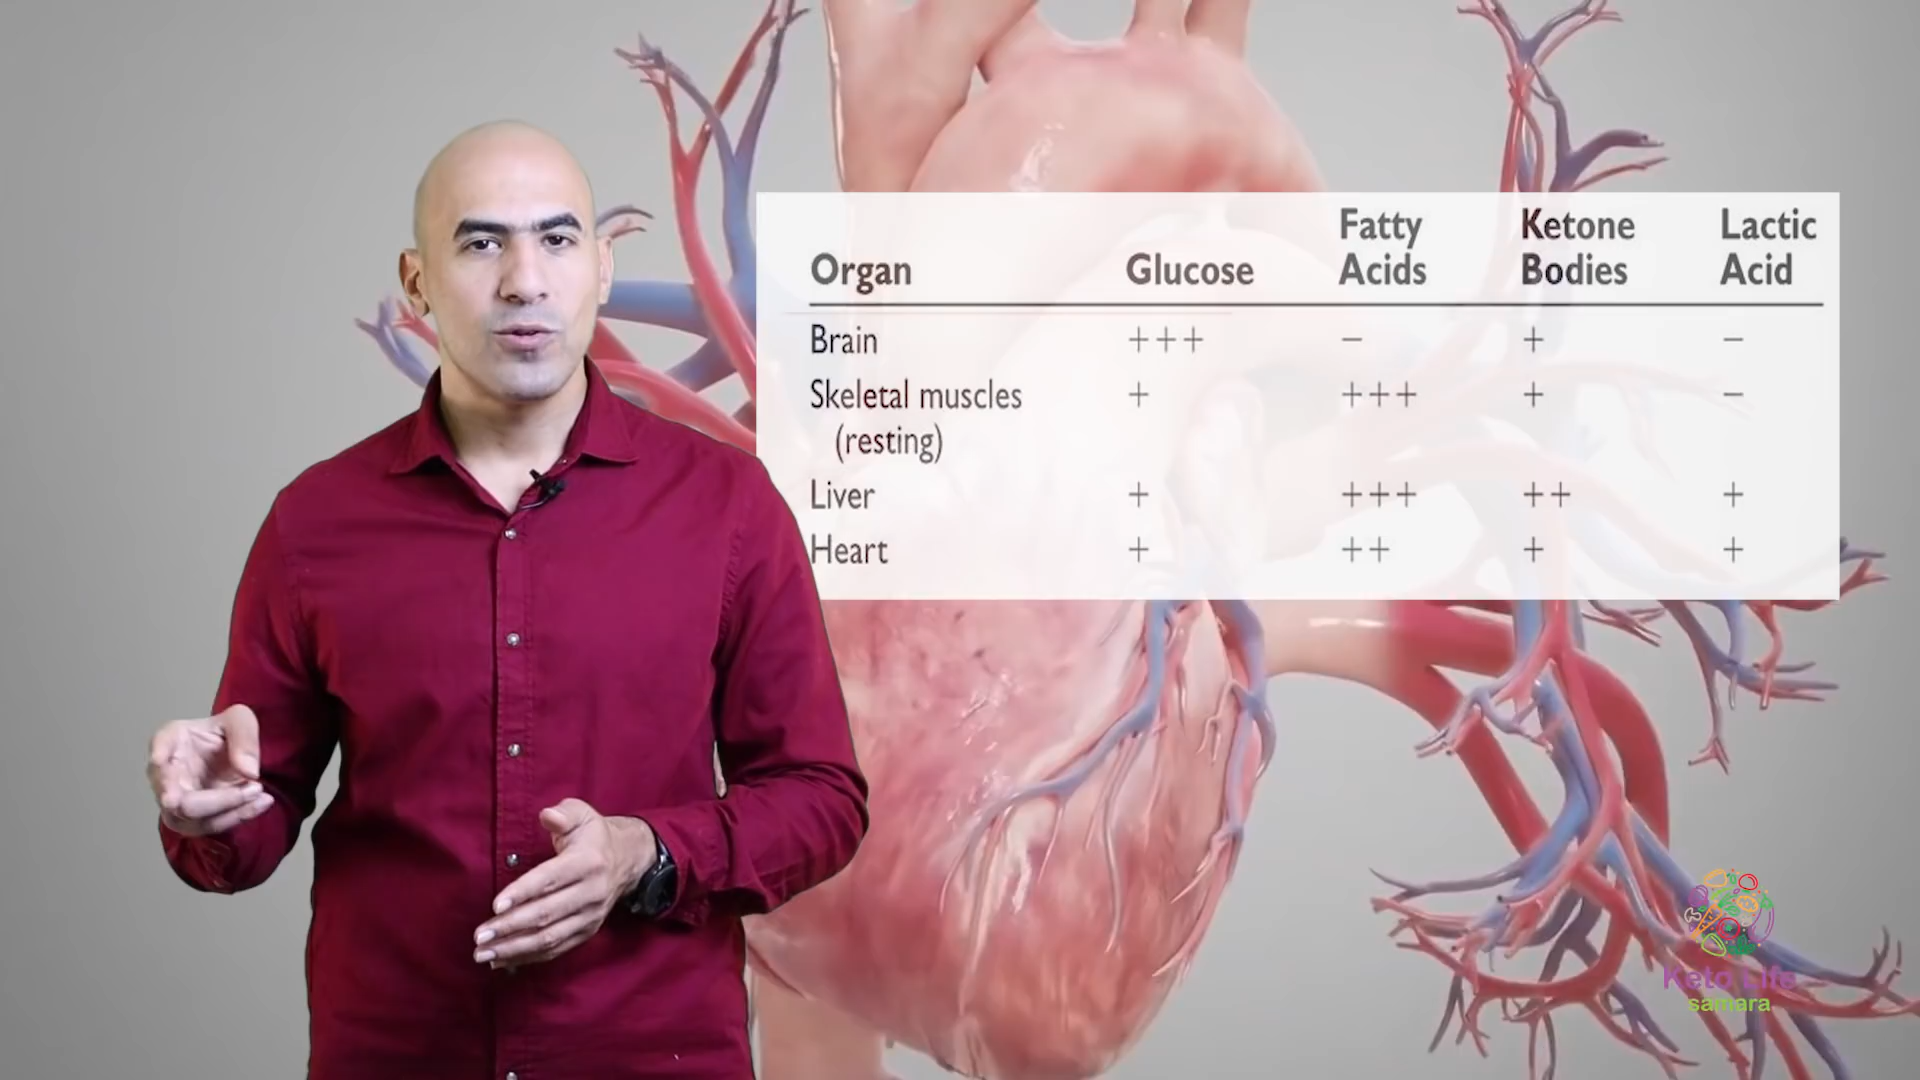 Organ Glucose Fatty Acids Ketone Bodies Lactic Acid
Brain +++ − + −
Skeletal muscles + +++ + −
(resting)
Liver + +++ ++ +
Heart + ++ + +
Keto Life
samara